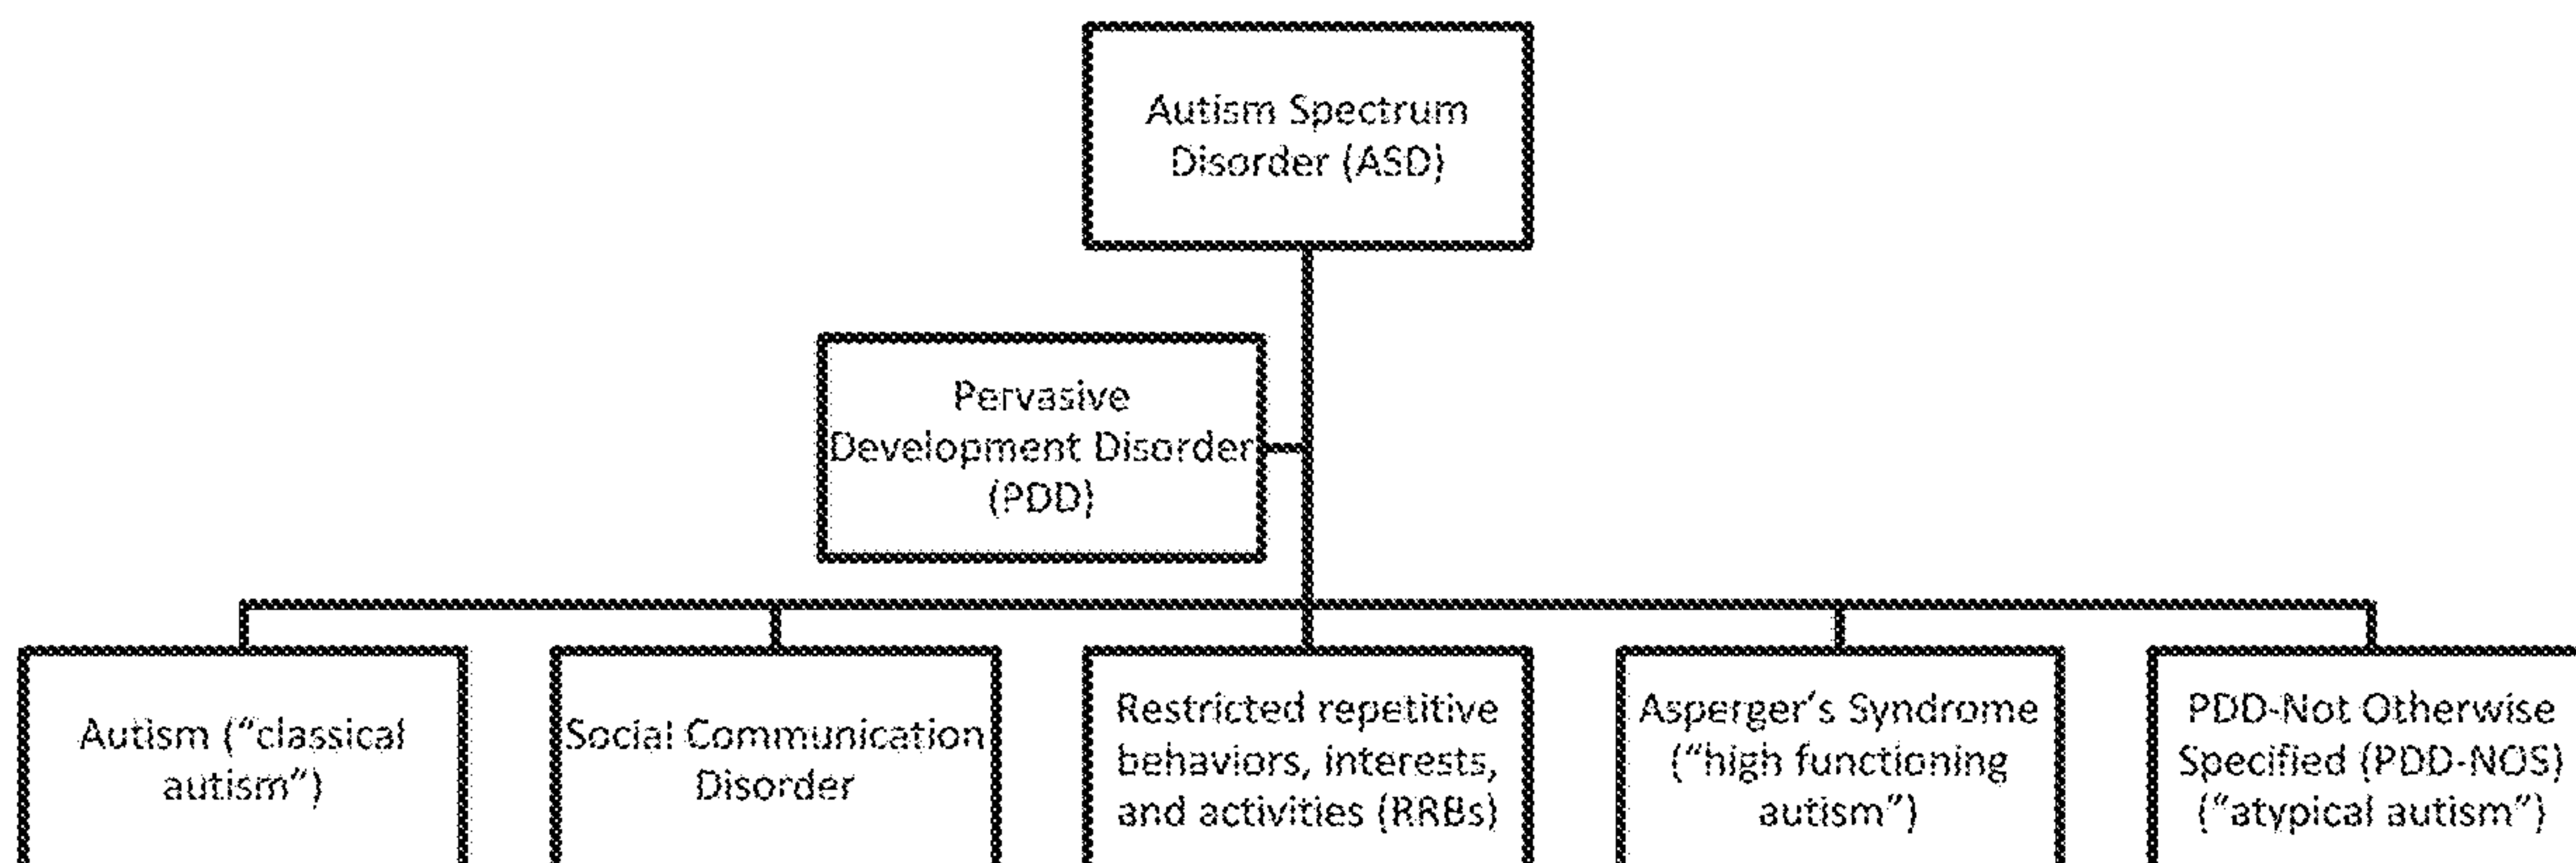 Autism Spectrum
Disorder (ASD)
Pervasive
Development Disorder
(PDD)
Autism (“classical
autism”)
Social Communication
Disorder
Restricted repetitive
behaviors, interests,
and activities (RRBs)
Asperger’s Syndrome
(“high functioning
autism”)
PDD-Not Otherwise
Specified (PDD-NOS)
(“atypical autism”)